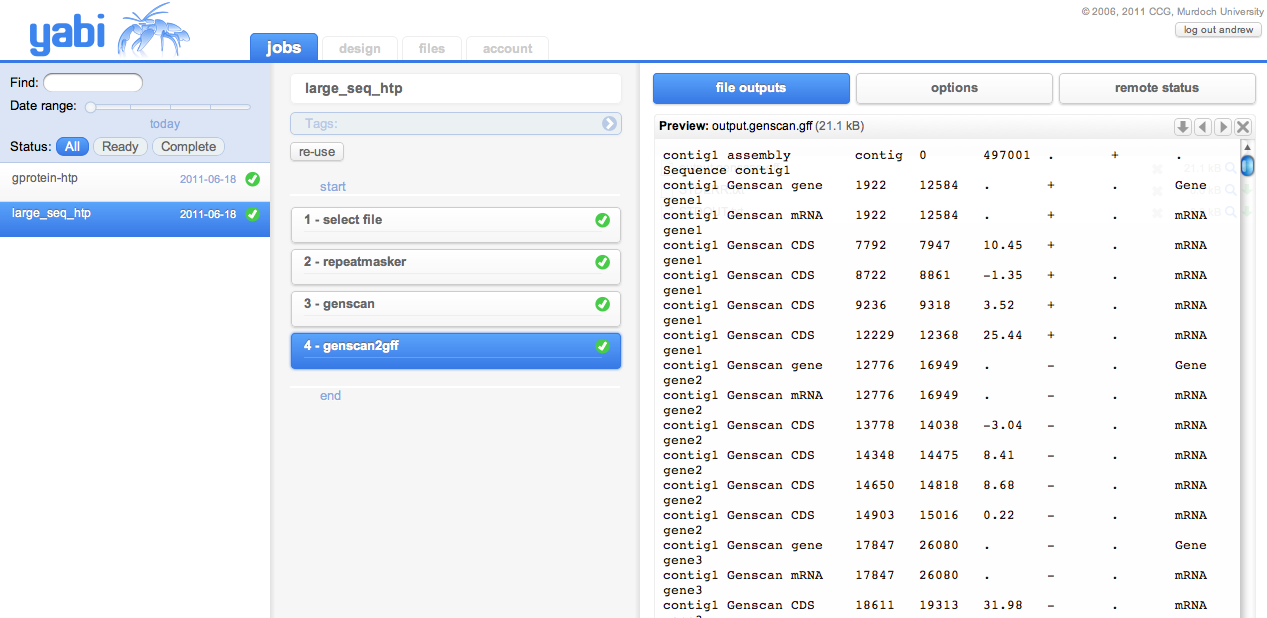 yabi
© 2006, 2011 CCG, Murdoch University
log out andrew
jobs design files account
Find:
Date range:
today
Status: All Ready Complete
gprotein-htp 2011-06-18
large_seq_htp 2011-06-18
large_seq_htp
Tags:
re-use
start
1 - select file
2 - repeatmasker
3 - genscan
4 - genscan2gff
end
file outputs options remote status
Preview: output.genscan.gff (21.1 kB)
contig1 assembly contig 0 497001 . + .
Sequence contig1
contig1 Genscan gene 1922 12584 . + . Gene
gene1
contig1 Genscan mRNA 1922 12584 . + . mRNA
gene1
contig1 Genscan CDS 7792 7947 10.45 + . mRNA
gene1
contig1 Genscan CDS 8722 8861 -1.35 + . mRNA
gene1
contig1 Genscan CDS 9236 9318 3.52 + . mRNA
gene1
contig1 Genscan CDS 12229 12368 25.44 + . mRNA
gene1
contig1 Genscan gene 12776 16949 . - . Gene
gene2
contig1 Genscan mRNA 12776 16949 . - . mRNA
gene2
contig1 Genscan CDS 13778 14038 -3.04 - . mRNA
gene2
contig1 Genscan CDS 14348 14475 8.41 - . mRNA
gene2
contig1 Genscan CDS 14650 14818 8.68 - . mRNA
gene2
contig1 Genscan CDS 14903 15016 0.22 - . mRNA
gene2
contig1 Genscan gene 17847 26080 . - . Gene
gene3
contig1 Genscan mRNA 17847 26080 . - . mRNA
gene3
contig1 Genscan CDS 18611 19313 31.98 - . mRNA